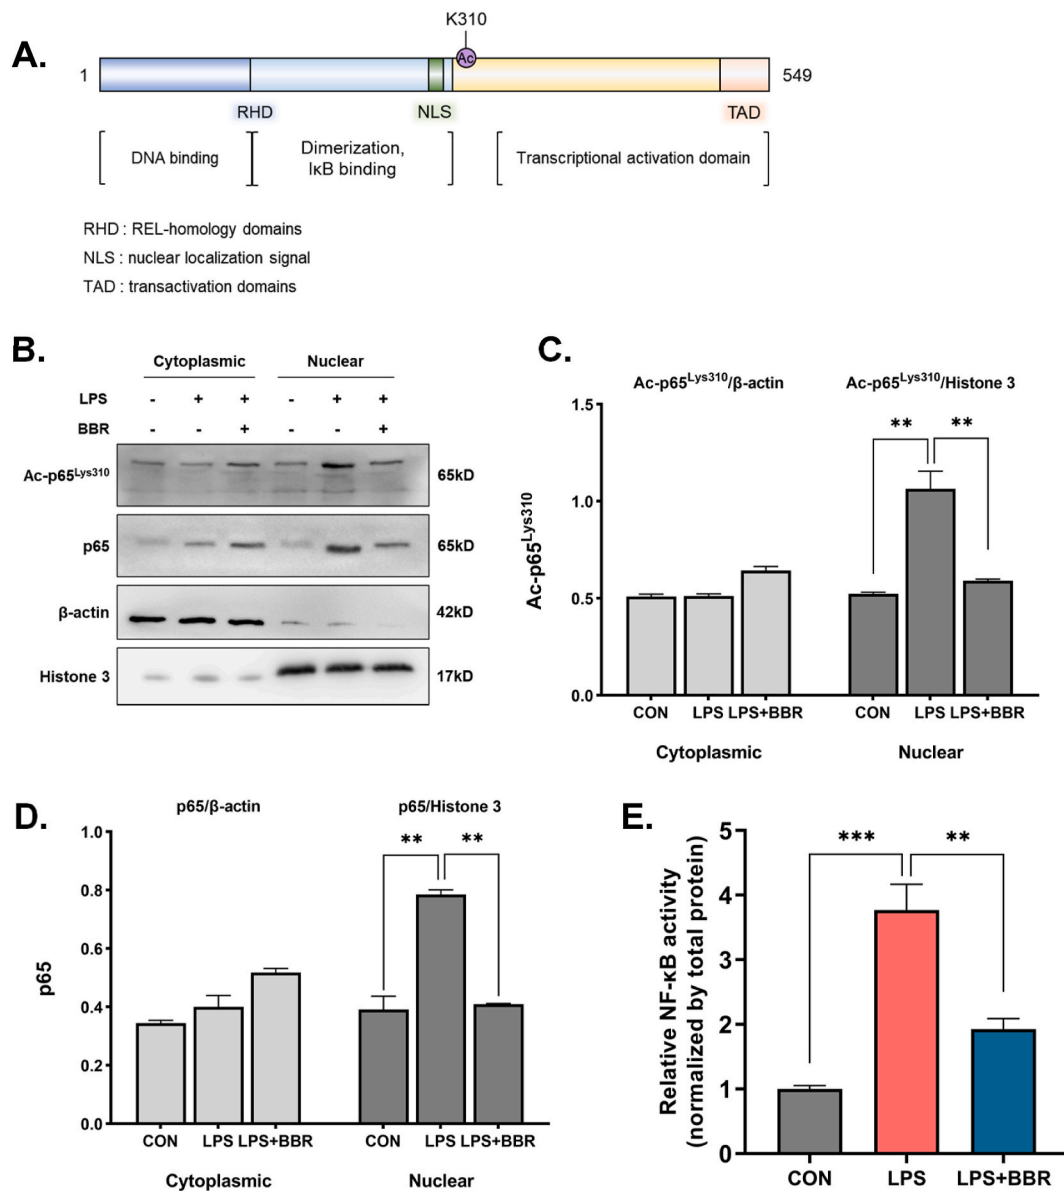 A.
K310
Ac
1
549
RHD
NLS
TAD
DNA binding
Dimerization,
IκB binding
Transcriptional activation domain
RHD : REL-homology domains
NLS : nuclear localization signal
TAD : transactivation domains
B.
Cytoplasmic Nuclear
LPS - + + - + +
BBR - - + - - +
Ac-p65Lys310 65kD
p65 65kD
β-actin 42kD
Histone 3 17kD
C.
Ac-p65Lys310/β-actin Ac-p65Lys310/Histone 3
Ac-p65Lys310
1.5
1.0
0.5
0.0
** **
CON LPS LPS+BBR CON LPS LPS+BBR
Cytoplasmic Nuclear
D.
p65/β-actin p65/Histone 3
p65
1.0
0.8
0.6
0.4
0.2
0.0
** **
CON LPS LPS+BBR CON LPS LPS+BBR
Cytoplasmic Nuclear
E.
Relative NF-κB activity
(normalized by total protein)
5
4
3
2
1
0
*** **
CON LPS LPS+BBR